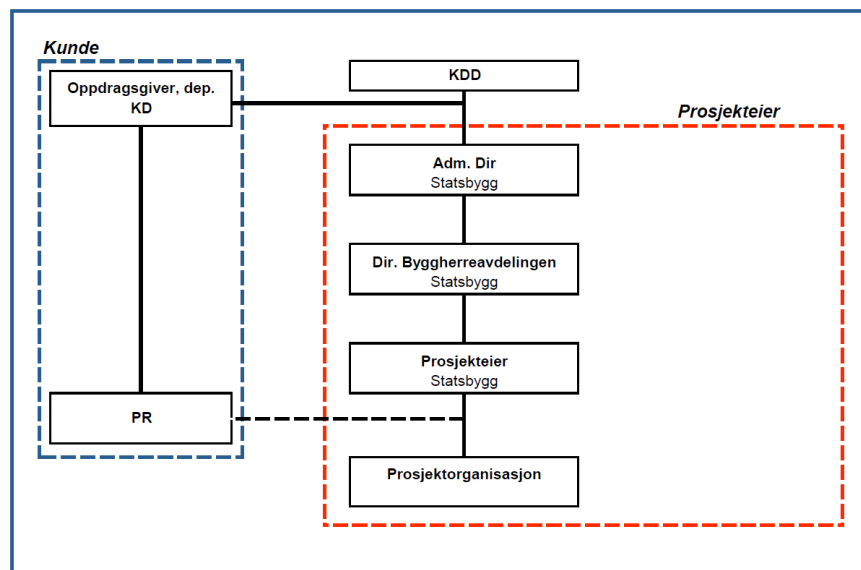 Kunde
Oppdragsgiver, dep.
KD
PR
KDD
Prosjekteier
Adm. Dir
Statsbygg
Dir. Byggherreavdelingen
Statsbygg
Prosjekteier
Statsbygg
Prosjektorganisasjon